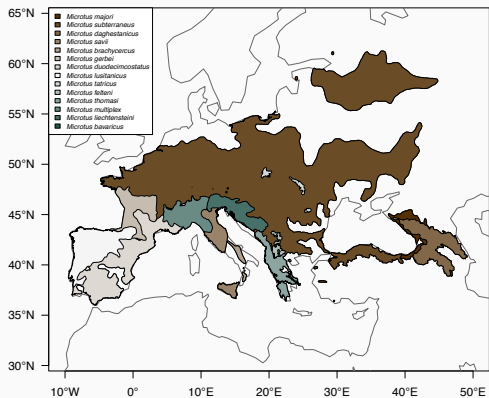 65°N
60°N
55°N
50°N
45°N
40°N
35°N
30°N
Microtus majori
Microtus subterraneus
Microtus daghestanicus
Microtus savii
Microtus brachycercus
Microtus gerbei
Microtus duodecimcostatus
Microtus lusitanicus
Microtus tatricus
Microtus felteni
Microtus thomasi
Microtus multiplex
Microtus liechtensteini
Microtus bavaricus
10°W 0° 10°E 20°E 30°E 40°E 50°E